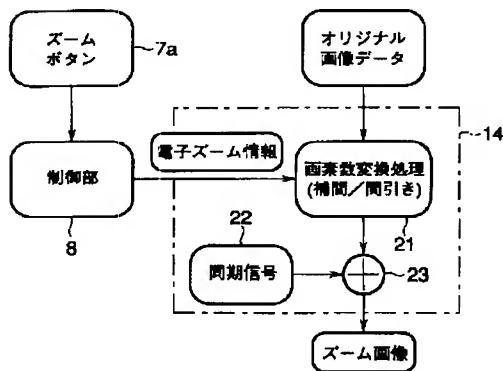 ズーム
ボタン
7a
オリジナル
画像データ
14
電子ズーム情報
制御部
8
画素数変換処理
(補間/間引き)
21
22
同期信号
23
ズーム画像